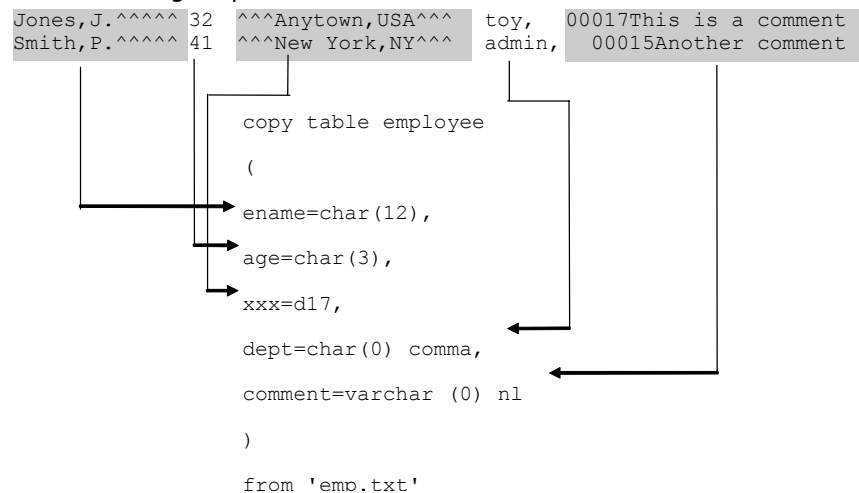 Jones,J.^^^^^ 32 ^^^Anytown,USA^^^ toy, 00017This is a comment
Smith,P.^^^^^ 41 ^^^New York,NY^^^ admin, 00015Another comment
copy table employee
(
ename=char(12),
age=char(3),
xxx=d17,
dept=char(0) comma,
comment=varchar (0) nl
)
from 'emp.txt'